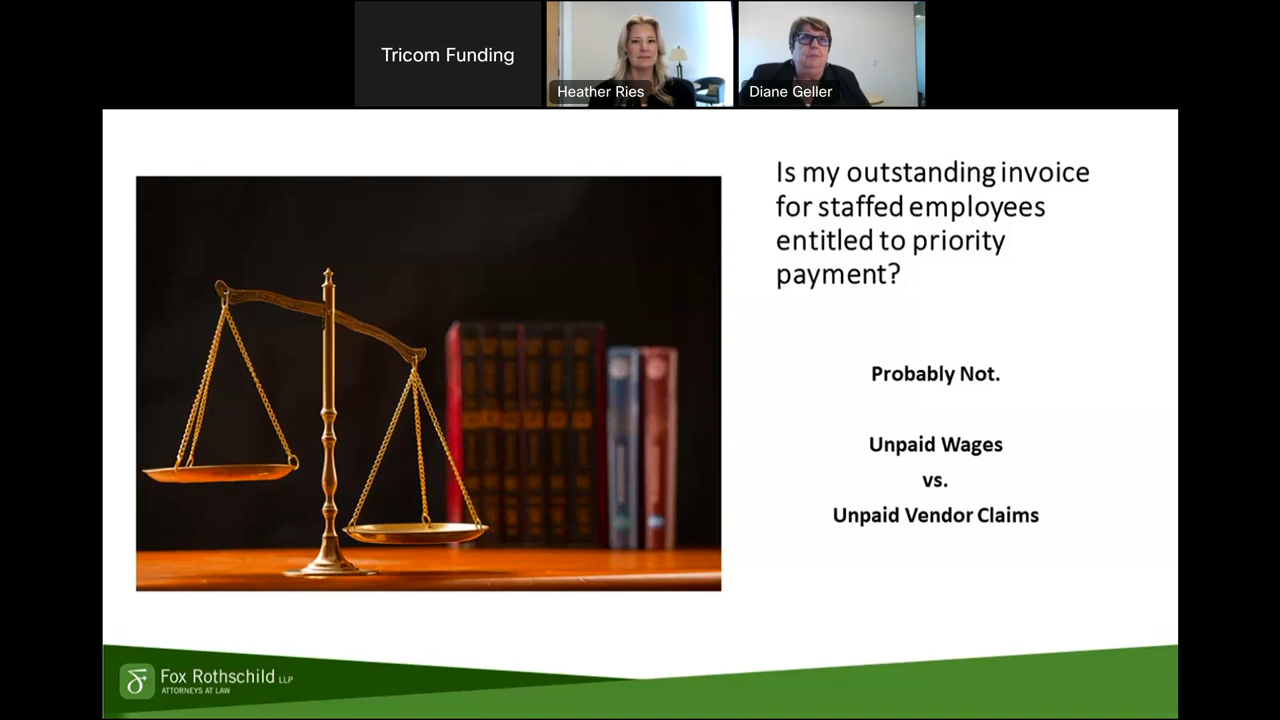 Tricom Funding
Heather Ries
Diane Geller
Is my outstanding invoice
for staffed employees
entitled to priority
payment?
Probably Not.
Unpaid Wages
vs.
Unpaid Vendor Claims
Fox Rothschild LLP
ATTORNEYS AT LAW